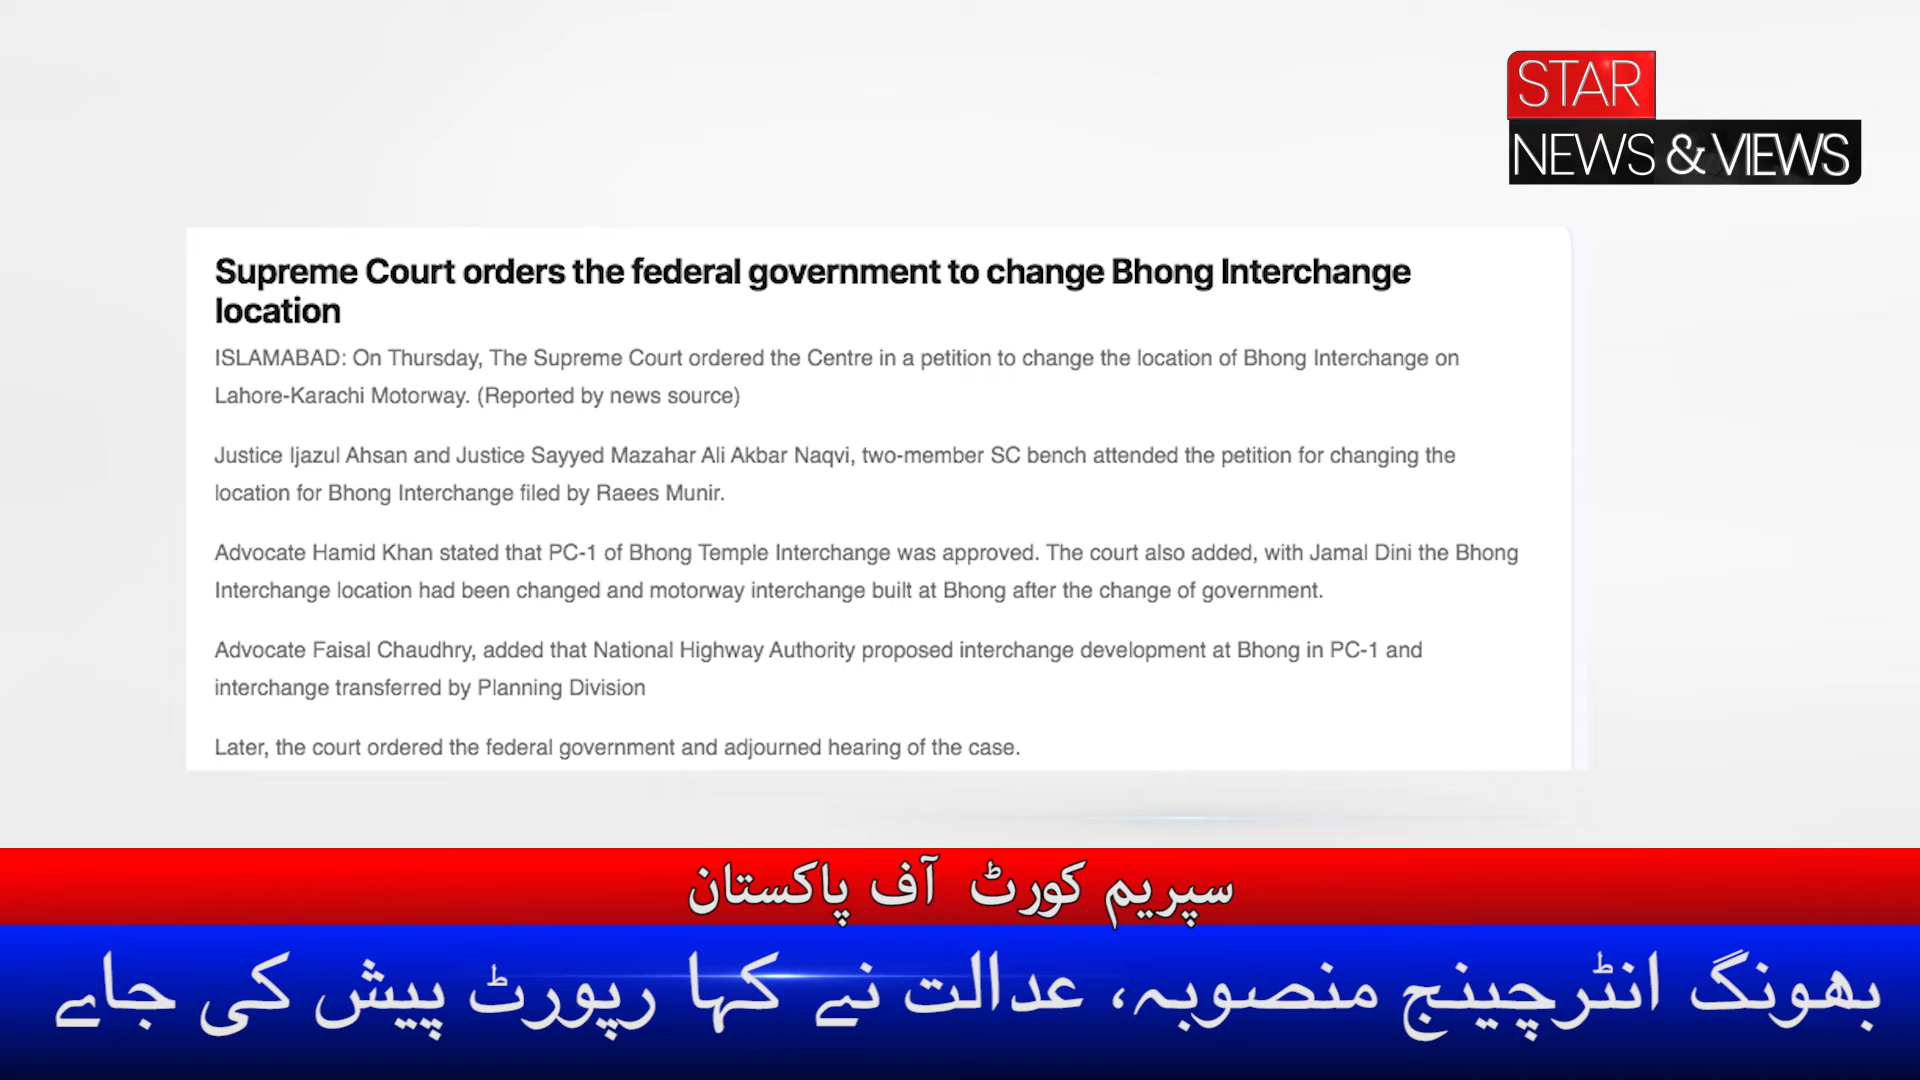 STAR
NEWS & VIEWS
Supreme Court orders the federal government to change Bhong Interchange
location
ISLAMABAD: On Thursday, The Supreme Court ordered the Centre in a petition to change the location of Bhong Interchange on
Lahore-Karachi Motorway. (Reported by news source)
Justice Ijazul Ahsan and Justice Sayyed Mazahar Ali Akbar Naqvi, two-member SC bench attended the petition for changing the
location for Bhong Interchange filed by Raees Munir.
Advocate Hamid Khan stated that PC-1 of Bhong Temple Interchange was approved. The court also added, with Jamal Dini the Bhong
Interchange location had been changed and motorway interchange built at Bhong after the change of government.
Advocate Faisal Chaudhry, added that National Highway Authority proposed interchange development at Bhong in PC-1 and
interchange transferred by Planning Division
Later, the court ordered the federal government and adjourned hearing of the case.
سپریم کورٹ آف پاکستان
بھونگ انٹرچینج منصوبہ، عدالت نے کہا رپورٹ پیش کی جاے